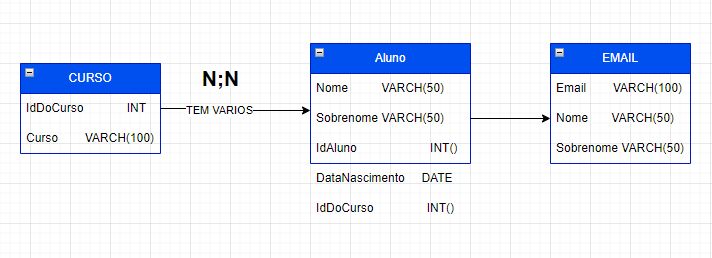 CURSO
IdDoCurso INT
Curso VARCH(100)
N;N
TEM VARIOS
Aluno
Nome VARCH(50)
Sobrenome VARCH(50)
IdAluno INT()
DataNascimento DATE
IdDoCurso INT()
EMAIL
Email VARCH(100)
Nome VARCH(50)
Sobrenome VARCH(50)